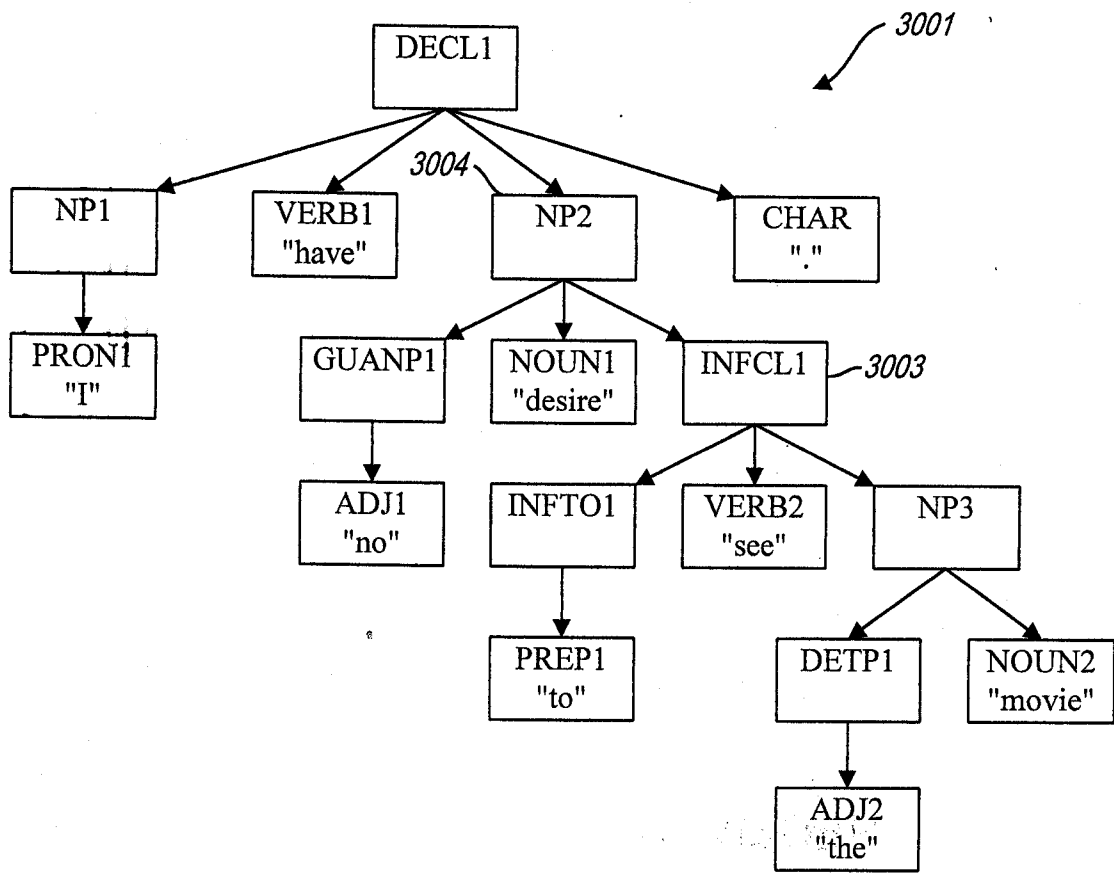 3001
DECL1
3004
NP1
VERB1
"have"
NP2
CHAR
"."
PRON1
"I"
GUANP1
NOUN1
"desire"
INFCL1
3003
ADJ1
"no"
INFTO1
VERB2
"see"
NP3
PREP1
"to"
DETP1
NOUN2
"movie"
ADJ2
"the"